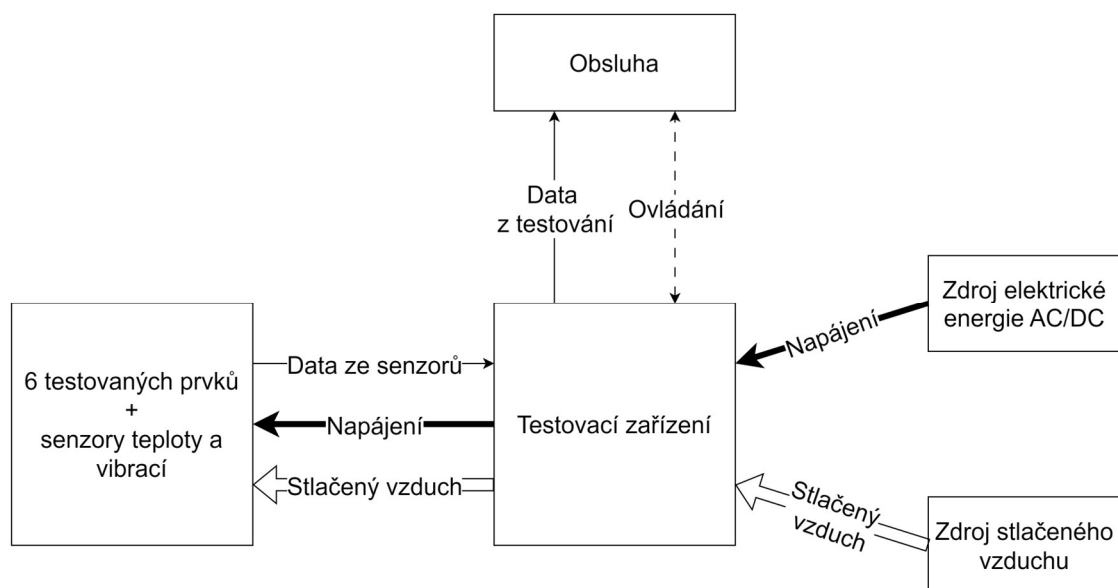 Obsluha
Data
z testování
Ovládání
Zdroj elektrické
energie AC/DC
Napájení
6 testovaných prvků
+
senzory teploty a
vibrací
Data ze senzorů
Napájení
Stlačený vzduch
Testovací zařízení
Stlačený
vzduch
Zdroj stlačeného
vzduchu